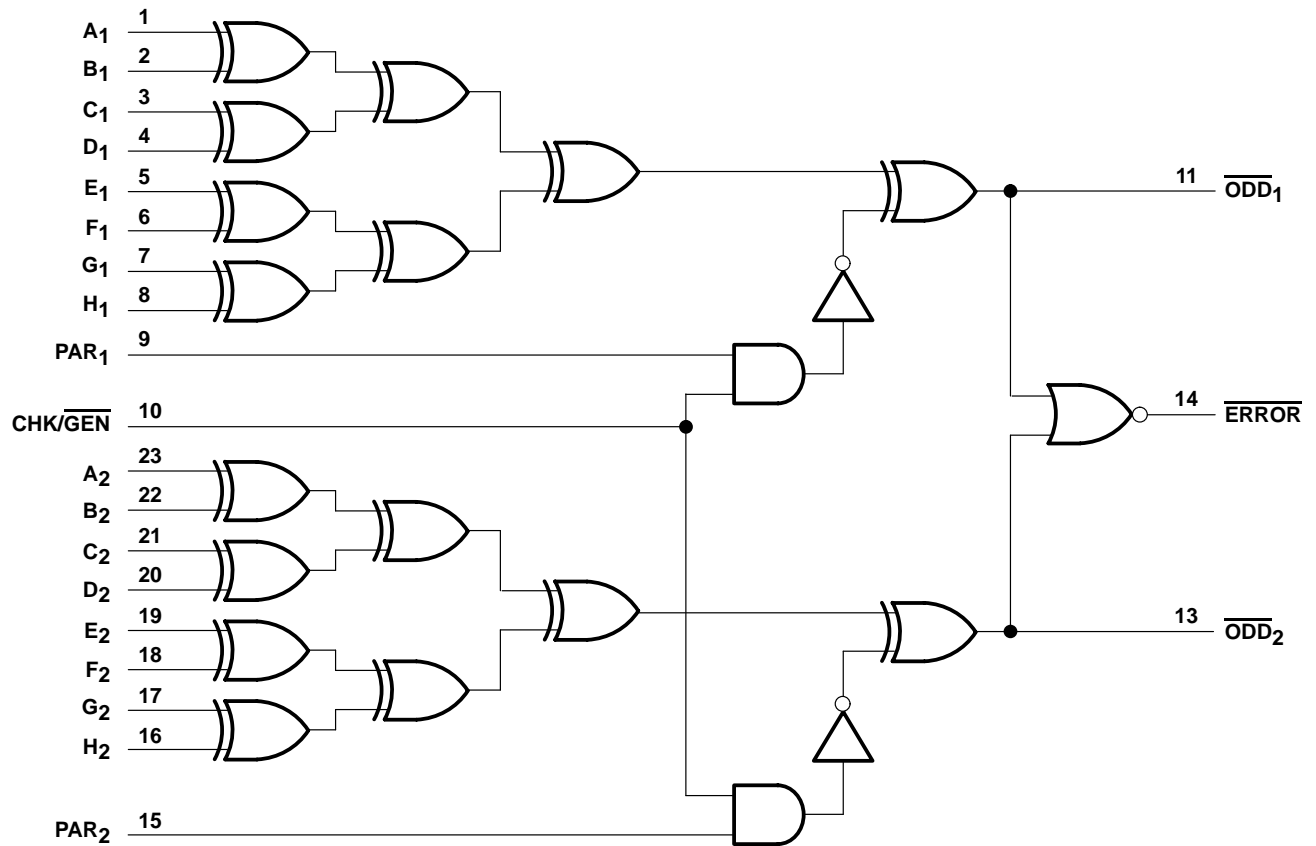 A1 1
B1 2
C1 3
D1 4
E1 5
F1 6
G1 7
H1 8
PAR1 9
CHK/GEN 10
A2 23
B2 22
C2 21
D2 20
E2 19
F2 18
G2 17
H2 16
PAR2 15
11 ODD1
14 ERROR
13 ODD2